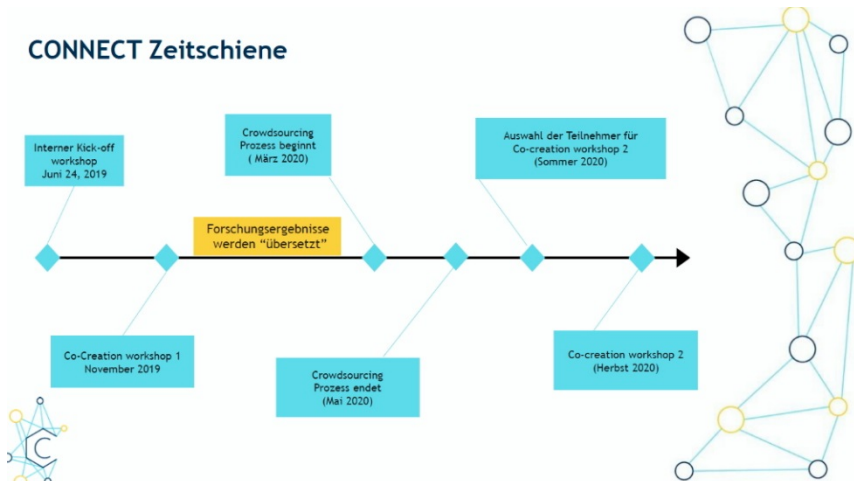 CONNECT Zeitschiene
Interner Kick-off
workshop
Juni 24, 2019
Crowdsourcing
Prozess beginnt
( März 2020)
Auswahl der Teilnehmer für
Co-creation workshop 2
(Sommer 2020)
Forschungsergebnisse
werden “übersetzt”
Co-Creation workshop 1
November 2019
Crowdsourcing
Prozess endet
(Mai 2020)
Co-creation workshop 2
(Herbst 2020)
C